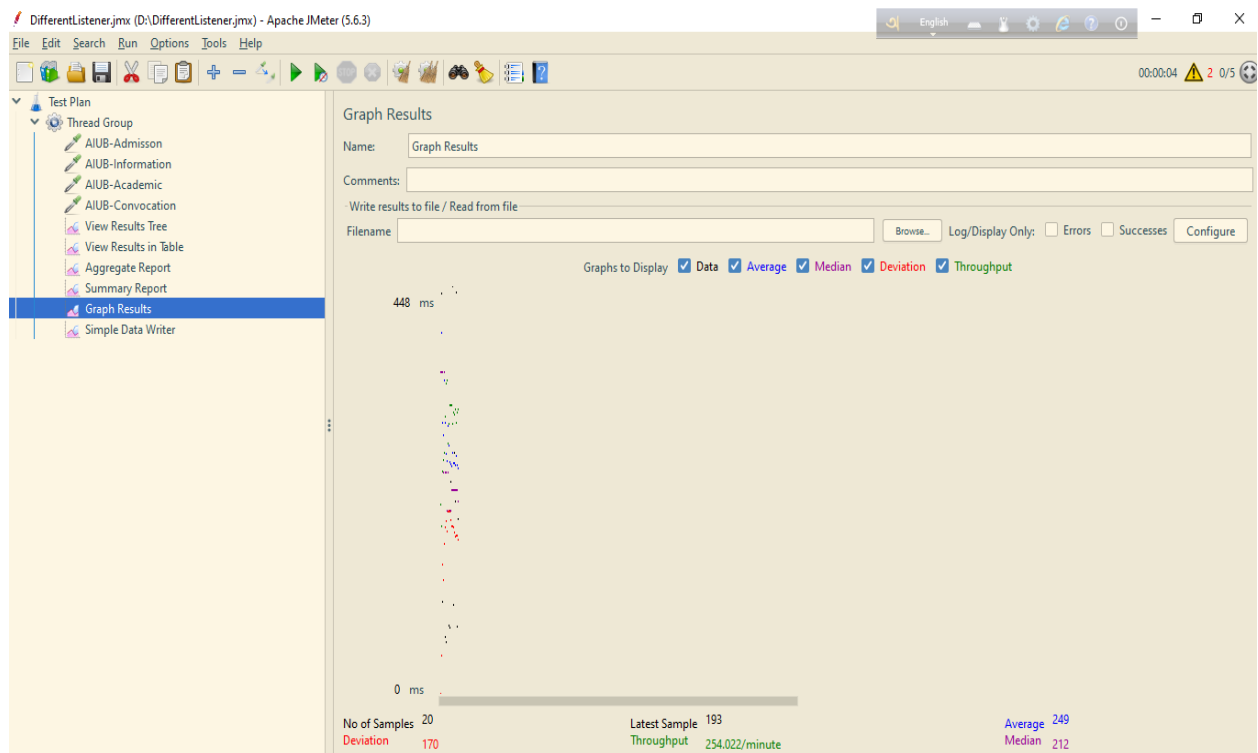 DifferentListener.jmx (D:\DifferentListener.jmx) - Apache JMeter (5.6.3)
English
File Edit Search Run Options Tools Help
STOP
00:00:04 2 0/5
Test Plan
Thread Group
AIUB-Admisson
AIUB-Information
AIUB-Academic
AIUB-Convocation
View Results Tree
View Results in Table
Aggregate Report
Summary Report
Graph Results
Simple Data Writer
Graph Results
Name: Graph Results
Comments:
Write results to file / Read from file
Filename Browse... Log/Display Only: Errors Successes Configure
Graphs to Display Data Average Median Deviation Throughput
448 ms
0 ms
No of Samples 20 Latest Sample 193 Average 249
Deviation 170 Throughput 254.022/minute Median 212